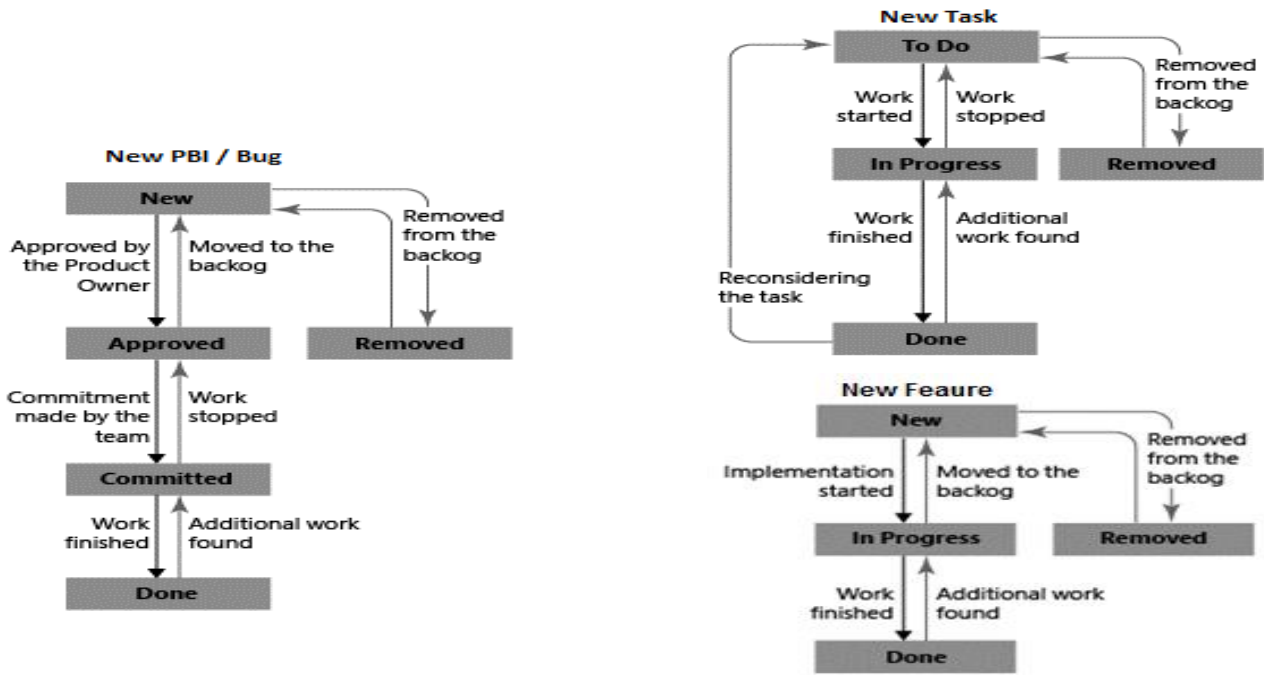 New PBI / Bug
New
Approved by
the Product
Owner
Moved to the
backog
Removed
from the
backog
Approved
Removed
Commitment
made by the
team
Work
stopped
Committed
Work
finished
Additional work
found
Done
New Task
To Do
Work
started
Work
stopped
Removed
from the
backog
In Progress
Removed
Work
finished
Additional
work found
Reconsidering
the task
Done
New Feaure
New
Implementation
started
Moved to the
backog
Removed
from the
backog
In Progress
Removed
Work
finished
Additional work
found
Done